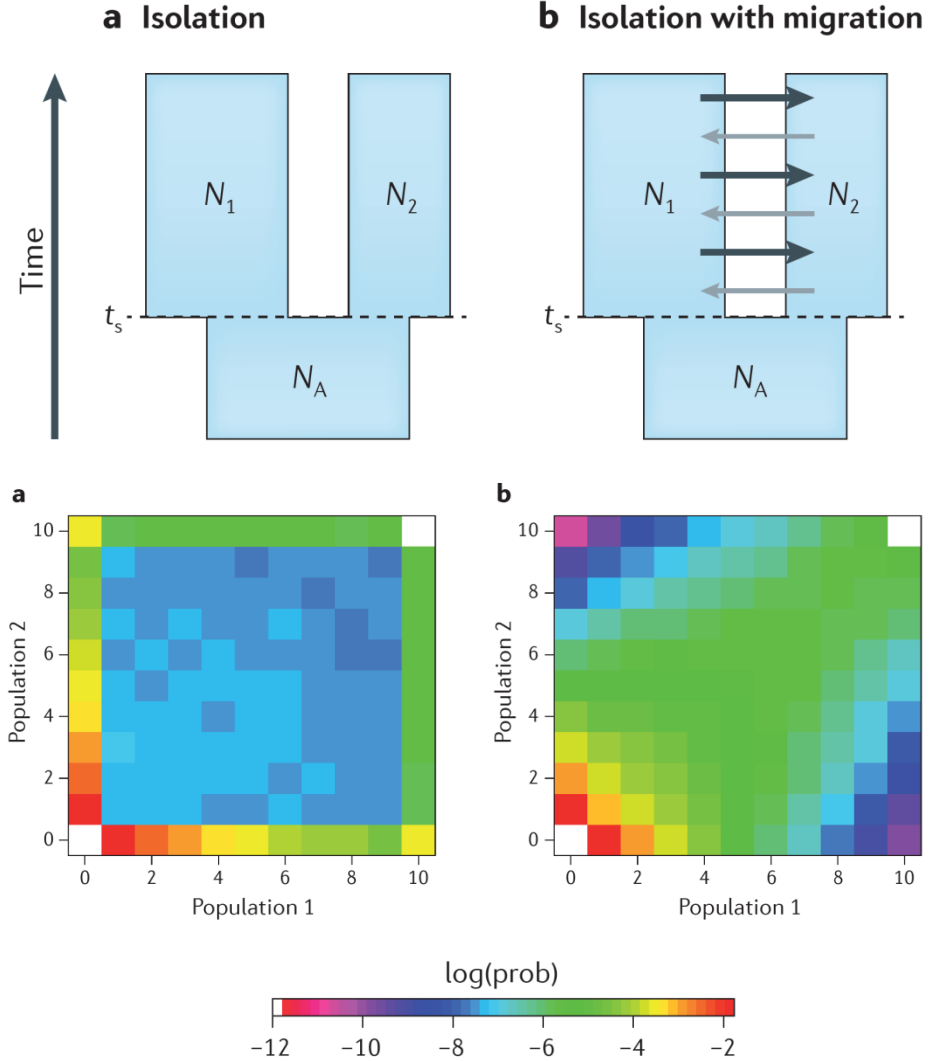 a Isolation
b Isolation with migration
Time
N1
N2
NA
ts
N1
N2
NA
ts
a
Population 2
10
8
6
4
2
0
0 2 4 6 8 10
Population 1
b
Population 2
10
8
6
4
2
0
0 2 4 6 8 10
Population 1
log(prob)
−12 −10 −8 −6 −4 −2